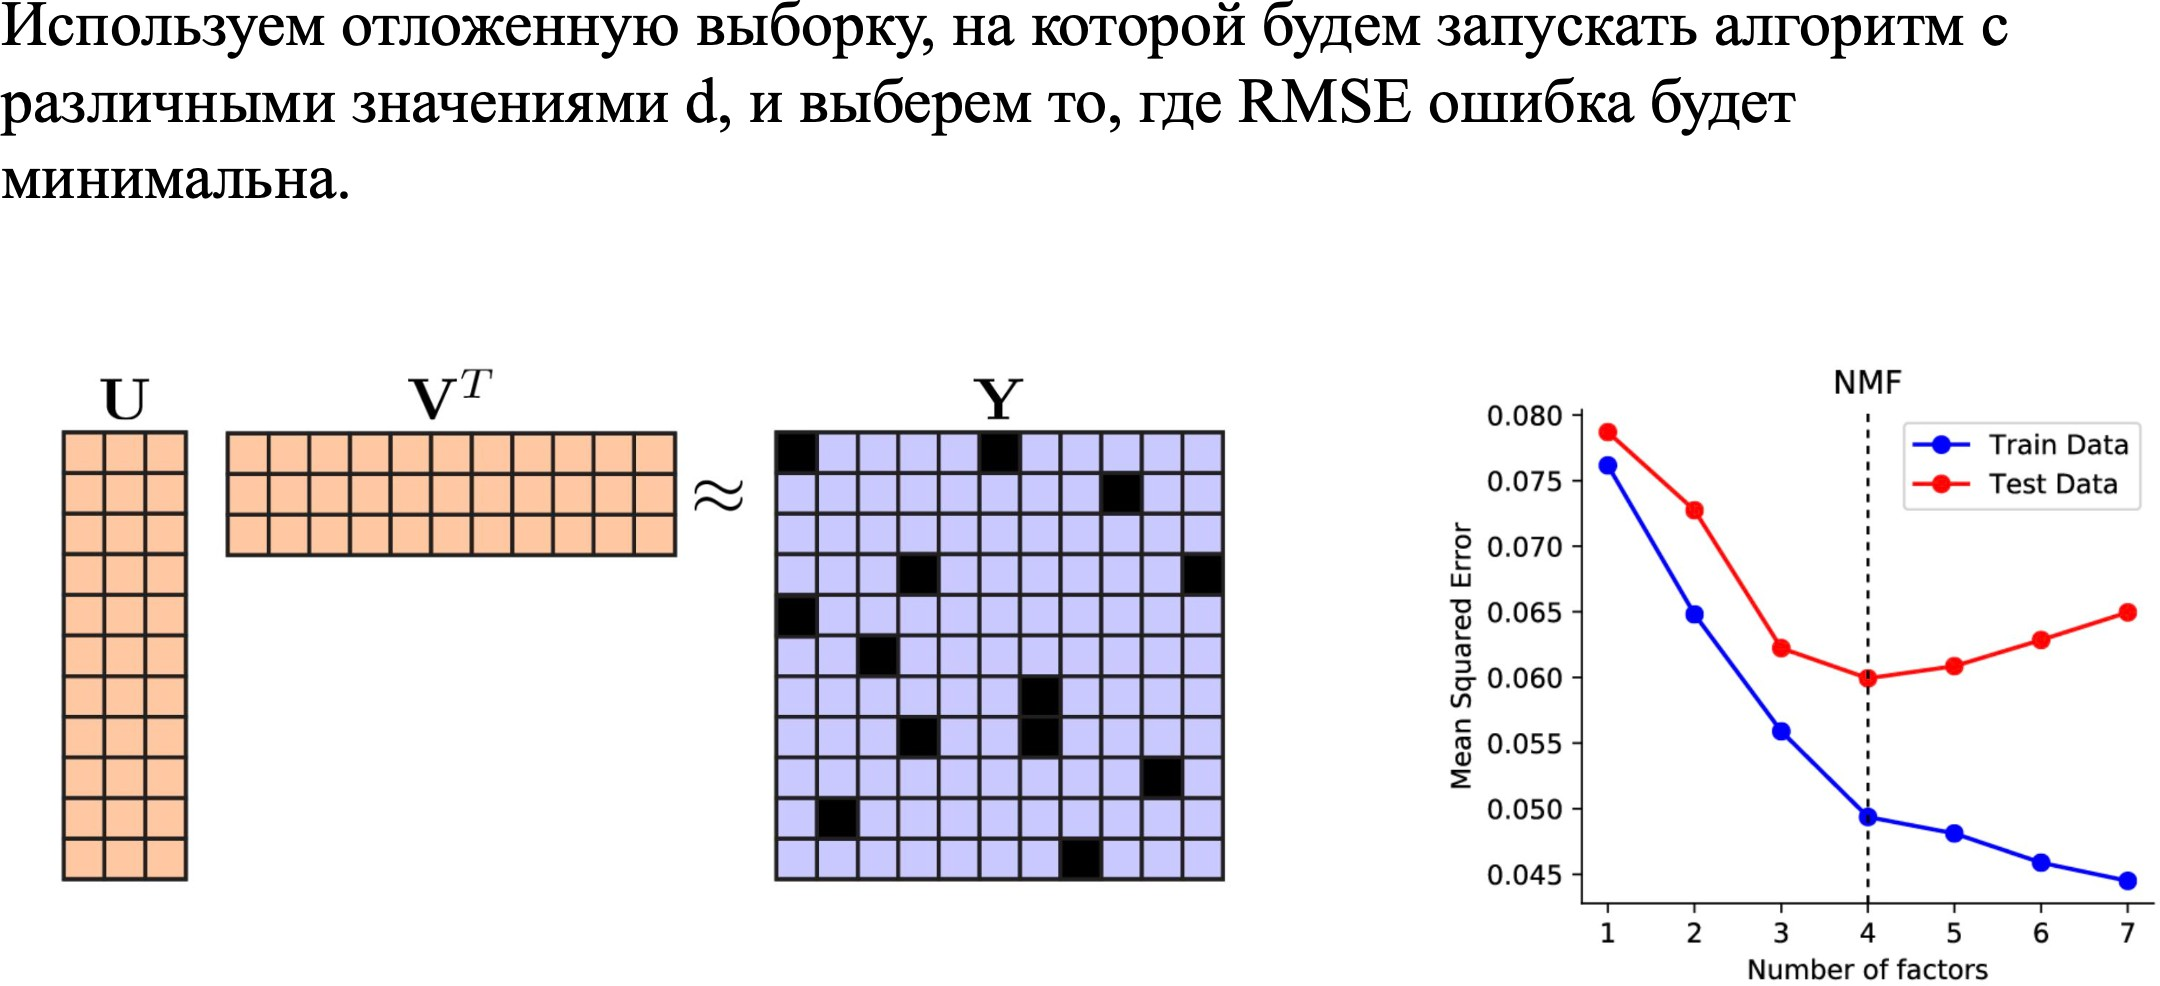 Используем отложенную выборку, на которой будем запускать алгоритм с
различными значениями d, и выберем то, где RMSE ошибка будет
минимальна.
U
V^T
≈
Y
NMF
Train Data
Test Data
Mean Squared Error
0.080
0.075
0.070
0.065
0.060
0.055
0.050
0.045
1 2 3 4 5 6 7
Number of factors